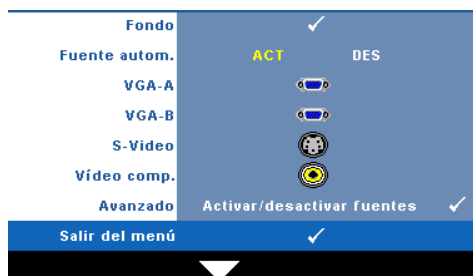 Fondo
Fuente autom. ACT DES
VGA-A
VGA-B
S-Video
Vídeo comp.
Avanzado Activar/desactivar fuentes
Salir del menú